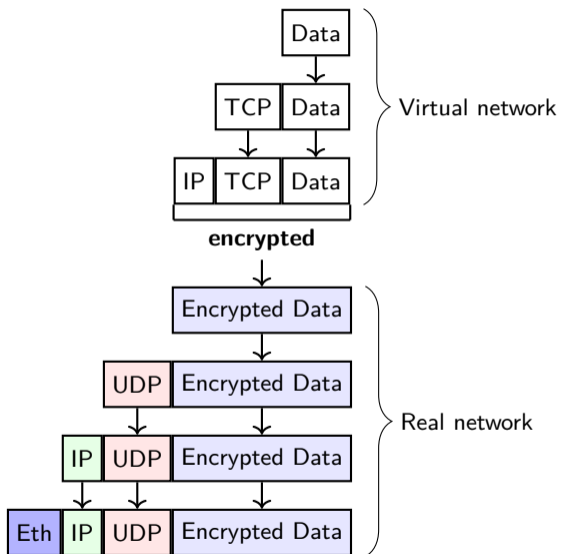 Data
TCP Data
Virtual network
IP TCP Data
encrypted
Encrypted Data
UDP Encrypted Data
Real network
IP UDP Encrypted Data
Eth IP UDP Encrypted Data